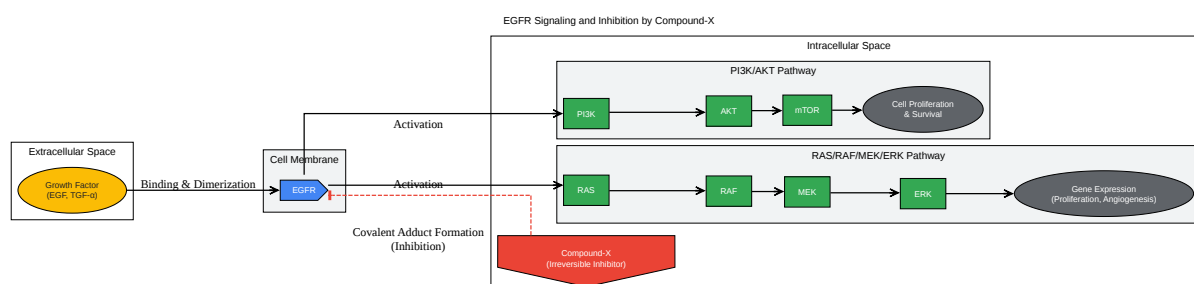 EGFR Signaling and Inhibition by Compound-X
Intracellular Space
PI3K/AKT Pathway
PI3K
AKT
mTOR
Cell Proliferation
& Survival
Activation
Extracellular Space
Growth Factor
(EGF, TGF-α)
Binding & Dimerization
Cell Membrane
EGFR
Activation
RAS/RAF/MEK/ERK Pathway
RAS
RAF
MEK
ERK
Gene Expression
(Proliferation, Angiogenesis)
Covalent Adduct Formation
(Inhibition)
Compound-X
(Irreversible Inhibitor)